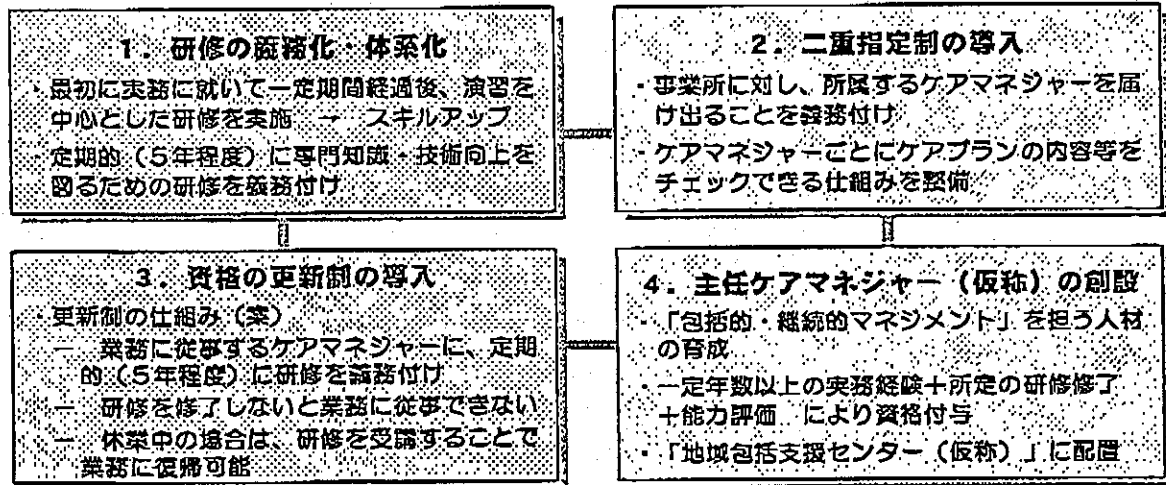 1．研修の義務化・体系化
・最初に実務に就いて一定期間経過後、演習を
中心とした研修を実施 → スキルアップ
・定期的（5年程度）に専門知識・技術向上を
図るための研修を義務付け
2．二重指定制の導入
・事業所に対し、所属するケアマネジャーを届
け出ることを義務付け
・ケアマネジャーごとにケアプランの内容等を
チェックできる仕組みを整備
3．資格の更新制の導入
・更新制の仕組み（案）
－ 業務に従事するケアマネジャーに、定期
的（5年程度）に研修を義務付け
－ 研修を修了しないと業務に従事できない
－ 休業中の場合は、研修を受講することで
業務に復帰可能
4．主任ケアマネジャー（仮称）の創設
・「包括的・継続的マネジメント」を担う人材
の育成
・一定年数以上の実務経験＋所定の研修修了
＋能力評価 により資格付与
・「地域包括支援センター（仮称）」に配置